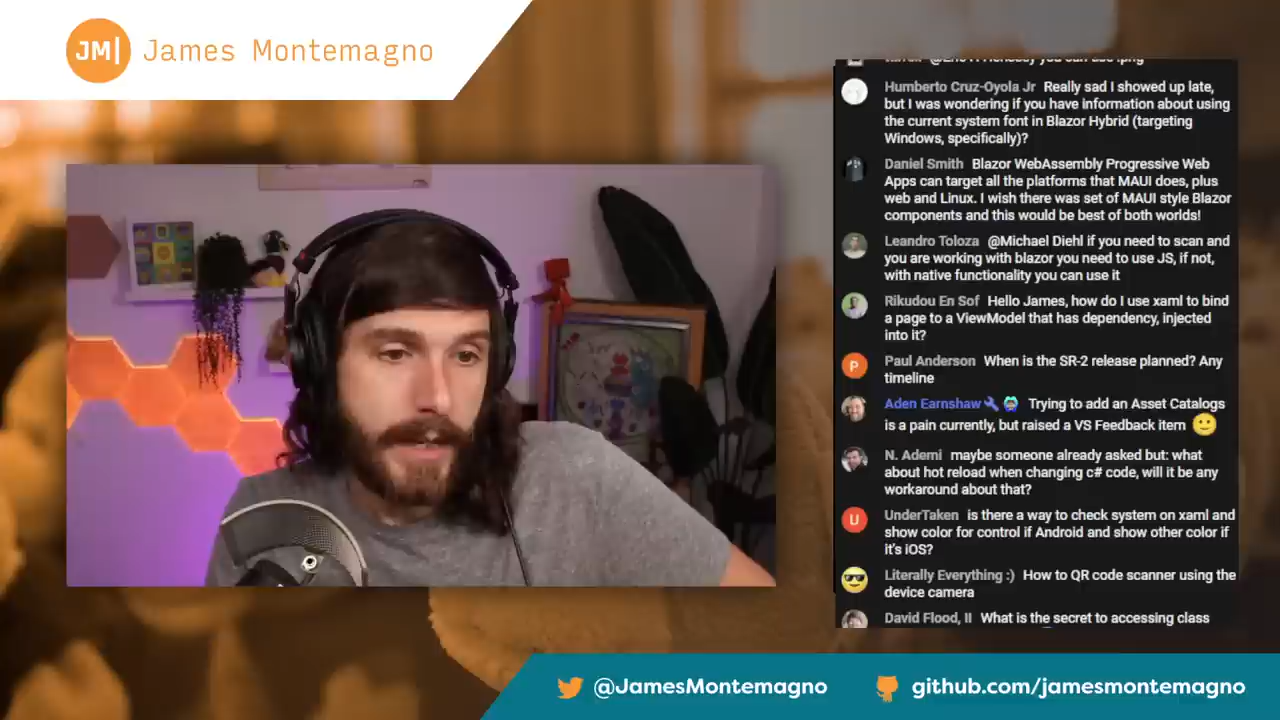 JM| James Montemagno
you can use .png
Humberto Cruz-Oyola Jr Really sad I showed up late,
but I was wondering if you have information about using
the current system font in Blazor Hybrid (targeting
Windows, specifically)?
Daniel Smith Blazor WebAssembly Progressive Web
Apps can target all the platforms that MAUI does, plus
web and Linux. I wish there was set of MAUI style Blazor
components and this would be best of both worlds!
Leandro Toloza @Michael Diehl if you need to scan and
you are working with blazor you need to use JS, if not,
with native functionality you can use it
Rikudou En Sof Hello James, how do I use xaml to bind
a page to a ViewModel that has dependency, injected
into it?
Paul Anderson When is the SR-2 release planned? Any
timeline
Aden Earnshaw Trying to add an Asset Catalogs
is a pain currently, but raised a VS Feedback item
N. Ademi maybe someone already asked but: what
about hot reload when changing c# code, will it be any
workaround about that?
UnderTaken is there a way to check system on xaml and
show color for control if Android and show other color if
it's iOS?
Literally Everything :) How to QR code scanner using the
device camera
David Flood, II What is the secret to accessing class
@JamesMontemagno
github.com/jamesmontemagno